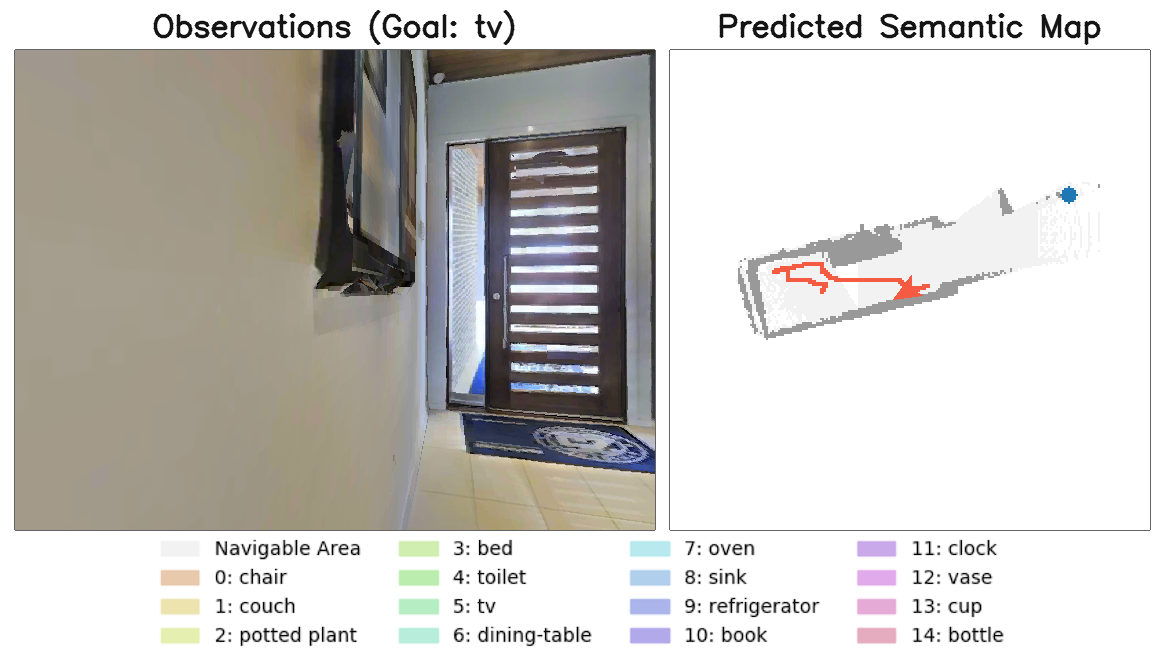 Observations (Goal: tv)
Predicted Semantic Map
Navigable Area
0: chair
1: couch
2: potted plant
3: bed
4: toilet
5: tv
6: dining-table
7: oven
8: sink
9: refrigerator
10: book
11: clock
12: vase
13: cup
14: bottle